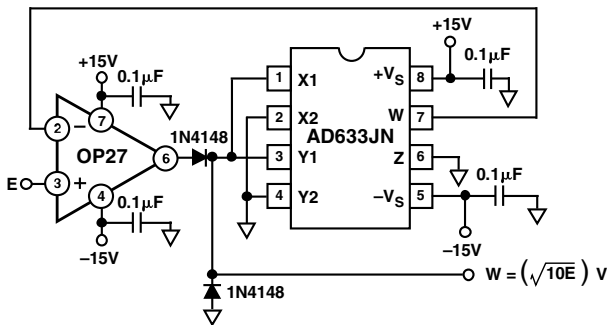 +15V
0.1µF
7
2
–
OP27
6
E
3
+
4
0.1µF
–15V
1N4148
1N4148
1
X1
2
X2
3
Y1
4
Y2
AD633JN
+VS
8
W
7
Z
6
–VS
5
+15V
0.1µF
0.1µF
–15V
W = (√10E) V